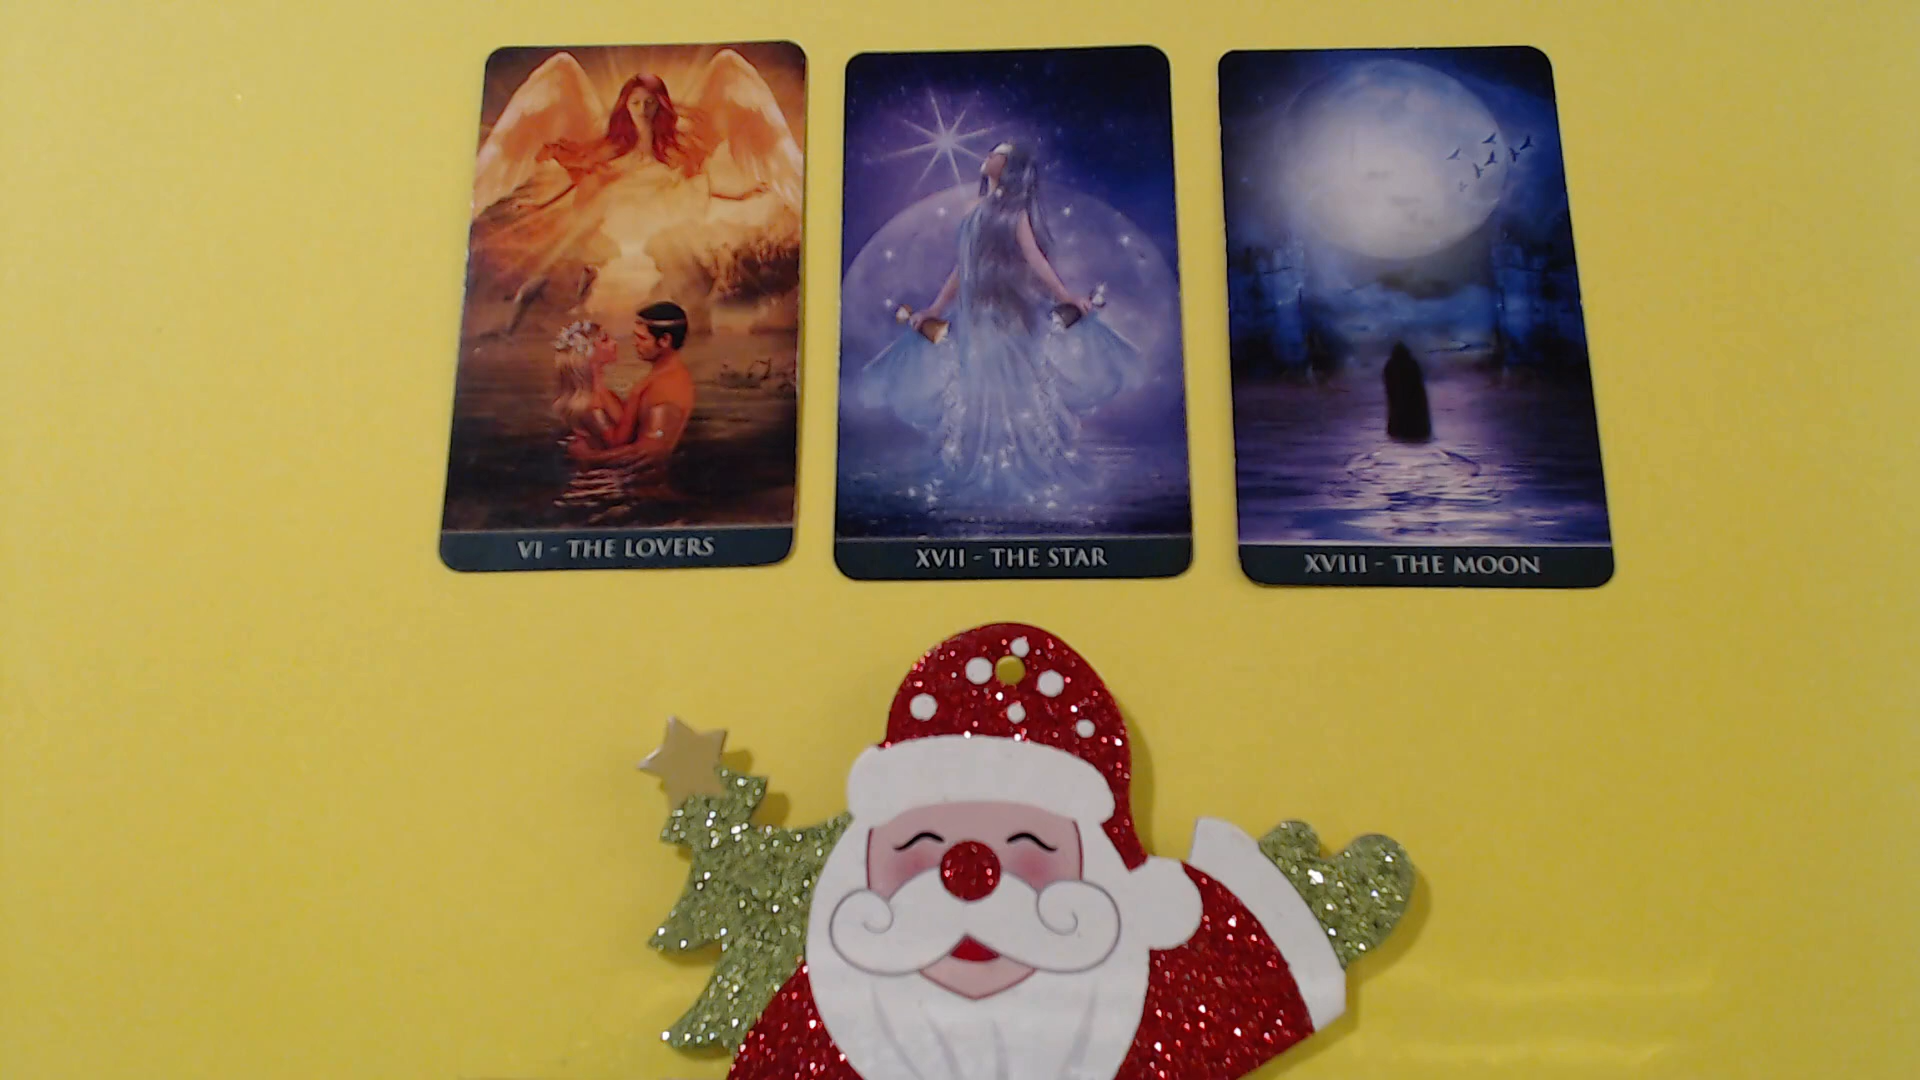 VI - THE LOVERS
XVII - THE STAR
XVIII - THE MOON